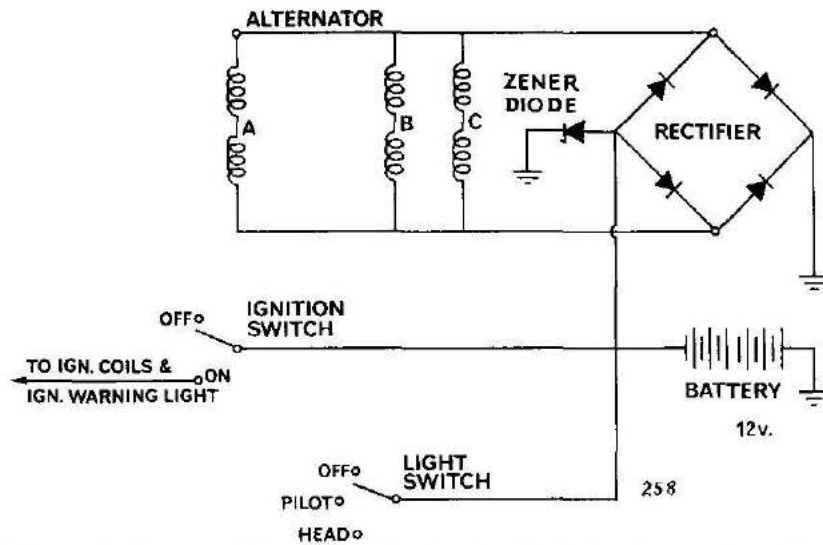 ALTERNATOR
ZENER
DIODE
RECTIFIER
A
B
C
IGNITION
SWITCH
OFF
TO IGN. COILS &
ON
IGN. WARNING LIGHT
BATTERY
12v.
LIGHT
SWITCH
OFF
PILOT
HEAD
258